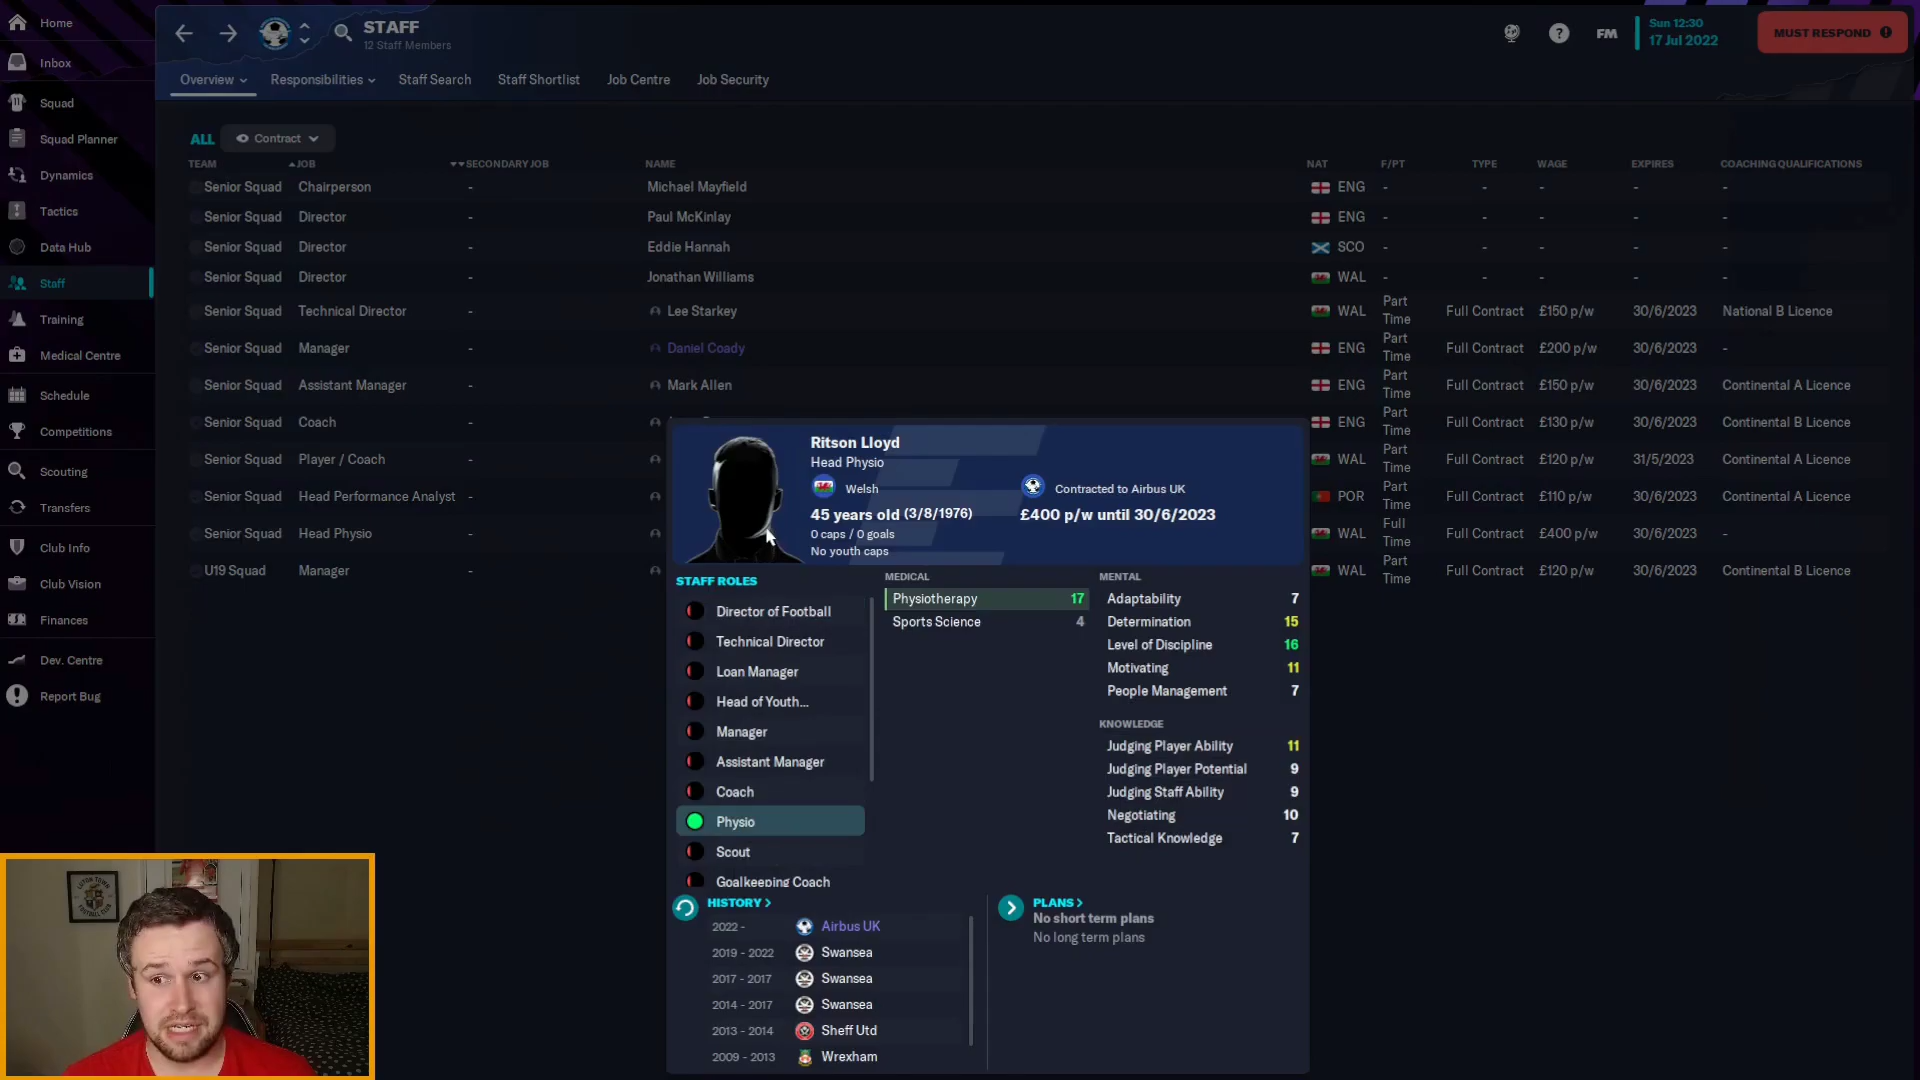 Home
Inbox
Squad
Squad Planner
Dynamics
Tactics
Data Hub
Staff
Training
Medical Centre
Schedule
Competitions
Scouting
Transfers
Club Info
Club Vision
Finances
Dev. Centre
Report Bug
STAFF
12 Staff Members
FM
Sun 12:30
17 Jul 2022
MUST RESPOND
Overview Responsibilities Staff Search Staff Shortlist Job Centre Job Security
ALL Contract
TEAM JOB SECONDARY JOB NAME NAT F/PT TYPE WAGE EXPIRES COACHING QUALIFICATIONS
Senior Squad Chairperson - Michael Mayfield ENG - - - - -
Senior Squad Director - Paul McKinlay ENG - - - - -
Senior Squad Director - Eddie Hannah SCO - - - - -
Senior Squad Director - Jonathan Williams WAL - - - - -
Senior Squad Technical Director - Lee Starkey WAL Part Time Full Contract £150 p/w 30/6/2023 National B Licence
Senior Squad Manager - Daniel Coady ENG Part Time Full Contract £200 p/w 30/6/2023 -
Senior Squad Assistant Manager - Mark Allen ENG Part Time Full Contract £150 p/w 30/6/2023 Continental A Licence
Senior Squad Coach - ENG Part Time Full Contract £130 p/w 30/6/2023 Continental B Licence
Senior Squad Player / Coach - WAL Part Time Full Contract £120 p/w 31/5/2023 Continental A Licence
Senior Squad Head Performance Analyst - POR Part Time Full Contract £110 p/w 30/6/2023 Continental A Licence
Senior Squad Head Physio - WAL Full Time Full Contract £400 p/w 30/6/2023 -
U19 Squad Manager - WAL Part Time Full Contract £120 p/w 30/6/2023 Continental B Licence
Ritson Lloyd
Head Physio
Welsh
Contracted to Airbus UK
45 years old (3/8/1976)
£400 p/w until 30/6/2023
0 caps / 0 goals
No youth caps
STAFF ROLES
Director of Football
Technical Director
Loan Manager
Head of Youth...
Manager
Assistant Manager
Coach
Physio
Scout
Goalkeeping Coach
MEDICAL
Physiotherapy 17
Sports Science 4
MENTAL
Adaptability 7
Determination 15
Level of Discipline 16
Motivating 11
People Management 7
KNOWLEDGE
Judging Player Ability 11
Judging Player Potential 9
Judging Staff Ability 9
Negotiating 10
Tactical Knowledge 7
HISTORY >
2022 - Airbus UK
2019 - 2022 Swansea
2017 - 2017 Swansea
2014 - 2017 Swansea
2013 - 2014 Sheff Utd
2009 - 2013 Wrexham
PLANS >
No short term plans
No long term plans